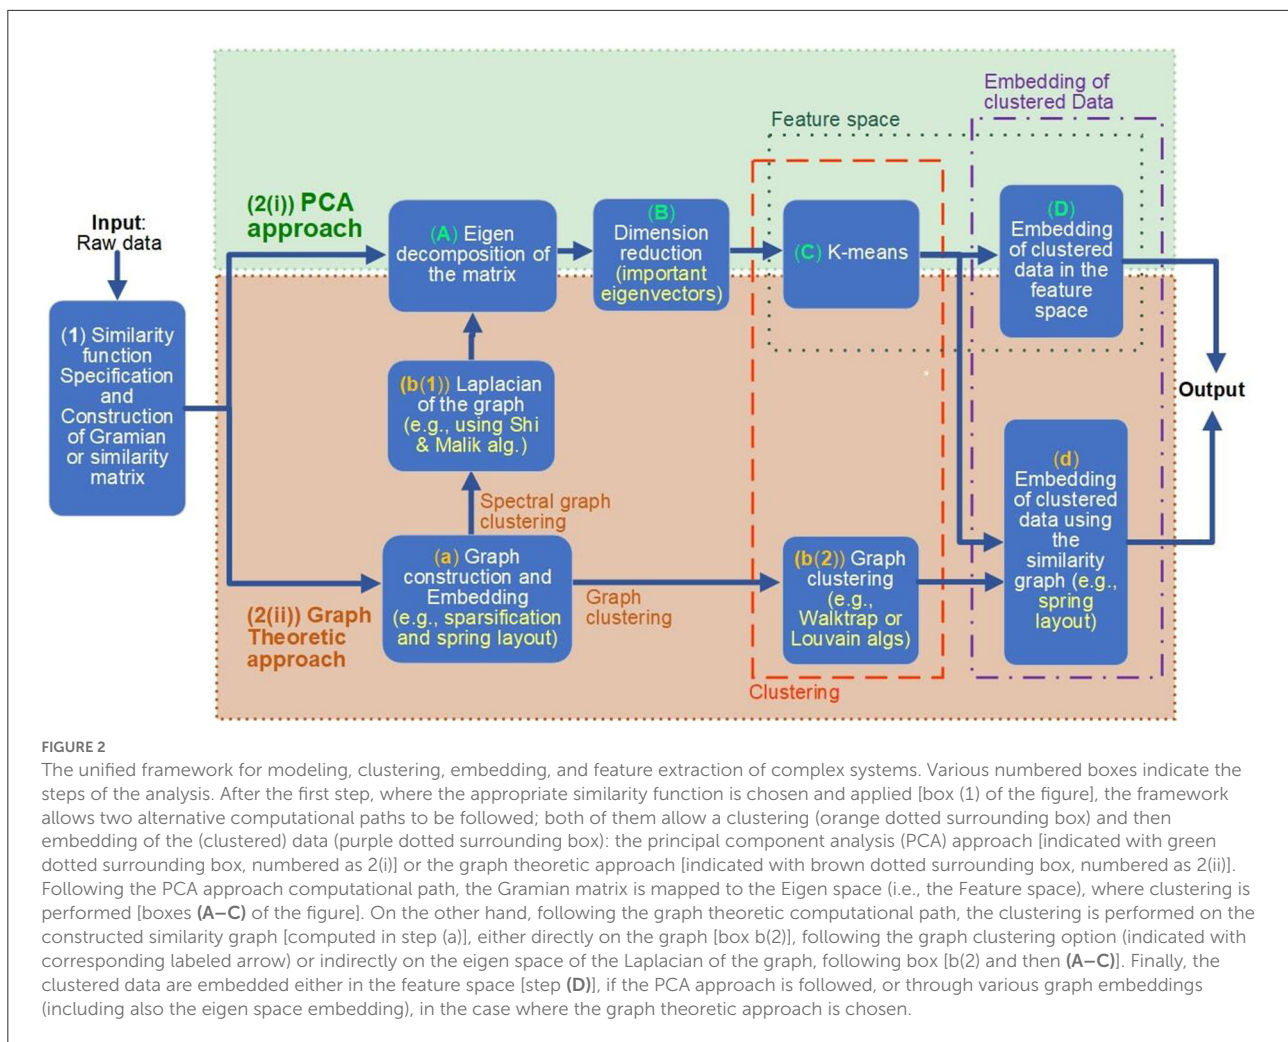 Embedding of
clustered Data
Feature space
(2(i)) PCA
approach
Input:
Raw data
(A) Eigen
decomposition of
the matrix
(B)
Dimension
reduction
(important
eigenvectors)
(C) K-means
(D)
Embedding
of clustered
data in the
feature
space
(1) Similarity
function
Specification
and
Construction
of Gramian
or similarity
matrix
(b(1)) Laplacian
of the graph
(e.g., using Shi
& Malik alg.)
Output
Spectral graph
clustering
(a) Graph
construction and
Embedding
(e.g., sparsification
and spring layout)
(2(ii)) Graph
Theoretic
approach
Graph
clustering
(b(2)) Graph
clustering
(e.g.,
Walktrap or
Louvain algs)
(d)
Embedding
of clustered
data using
the
similarity
graph (e.g.,
spring
layout)
Clustering
FIGURE 2
The unified framework for modeling, clustering, embedding, and feature extraction of complex systems. Various numbered boxes indicate the
steps of the analysis. After the first step, where the appropriate similarity function is chosen and applied [box (1) of the figure], the framework
allows two alternative computational paths to be followed; both of them allow a clustering (orange dotted surrounding box) and then
embedding of the (clustered) data (purple dotted surrounding box): the principal component analysis (PCA) approach [indicated with green
dotted surrounding box, numbered as 2(i)] or the graph theoretic approach [indicated with brown dotted surrounding box, numbered as 2(ii)].
Following the PCA approach computational path, the Gramian matrix is mapped to the Eigen space (i.e., the Feature space), where clustering is
performed [boxes (A–C) of the figure]. On the other hand, following the graph theoretic computational path, the clustering is performed on the
constructed similarity graph [computed in step (a)], either directly on the graph [box b(2)], following the graph clustering option (indicated with
corresponding labeled arrow) or indirectly on the eigen space of the Laplacian of the graph, following box [b(2) and then (A–C)]. Finally, the
clustered data are embedded either in the feature space [step (D)], if the PCA approach is followed, or through various graph embeddings
(including also the eigen space embedding), in the case where the graph theoretic approach is chosen.